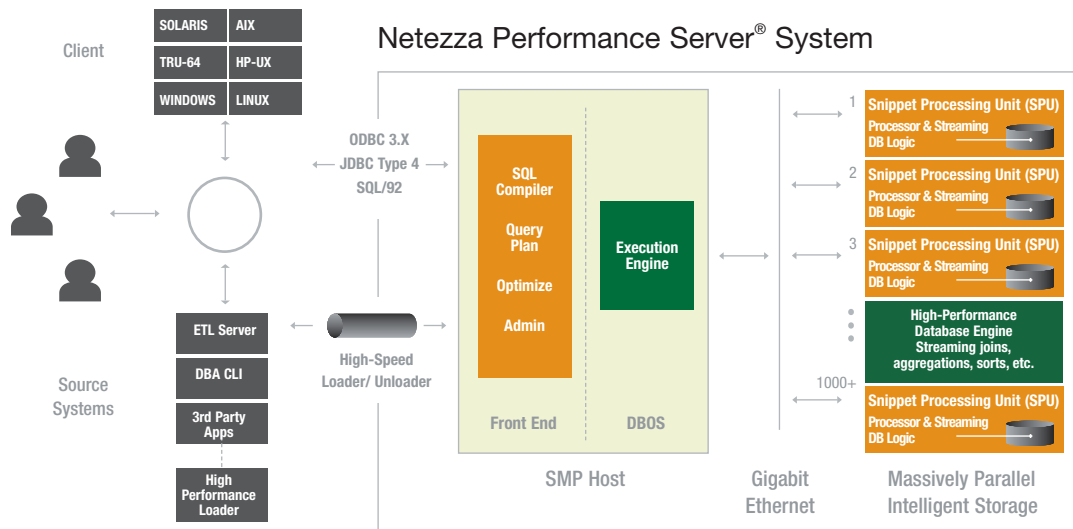 Netezza Performance Server® System
Client
SOLARIS
AIX
TRU-64
HP-UX
WINDOWS
LINUX
ODBC 3.X
JDBC Type 4
SQL/92
Source
Systems
ETL Server
DBA CLI
3rd Party
Apps
High
Performance
Loader
High-Speed
Loader/ Unloader
SQL
Compiler
Query
Plan
Optimize
Admin
Front End
Execution
Engine
DBOS
SMP Host
Gigabit
Ethernet
1
Snippet Processing Unit (SPU)
Processor & Streaming
DB Logic
2
Snippet Processing Unit (SPU)
Processor & Streaming
DB Logic
3
Snippet Processing Unit (SPU)
Processor & Streaming
DB Logic
High-Performance
Database Engine
Streaming joins,
aggregations, sorts, etc.
1000+
Snippet Processing Unit (SPU)
Processor & Streaming
DB Logic
Massively Parallel
Intelligent Storage